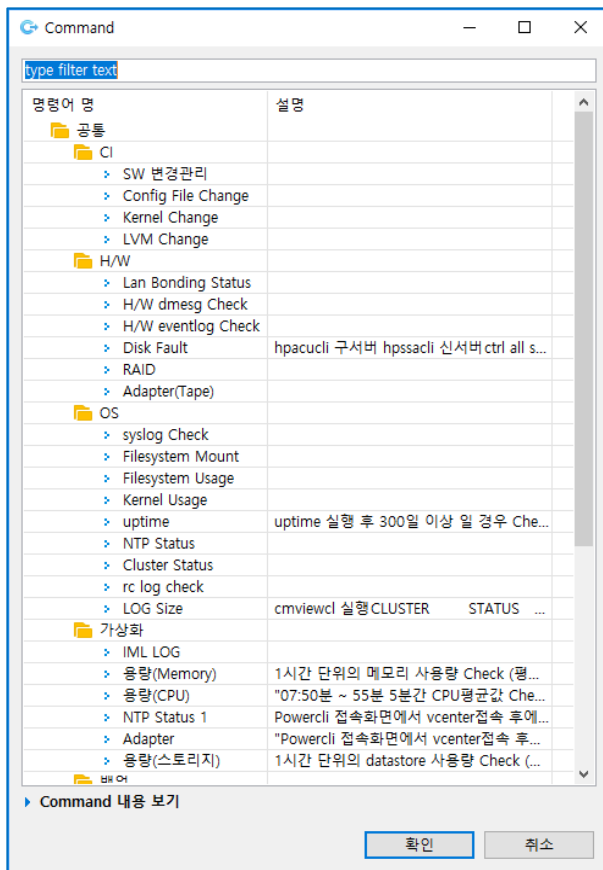 Command
type filter text
명령어 명 설명
공통
CI
SW 변경관리
Config File Change
Kernel Change
LVM Change
H/W
Lan Bonding Status
H/W dmesg Check
H/W eventlog Check
Disk Fault hpacucli 구서버 hpssacli 신서버ctrl all s...
RAID
Adapter(Tape)
OS
syslog Check
Filesystem Mount
Filesystem Usage
Kernel Usage
uptime uptime 실행 후 300일 이상 일 경우 Che...
NTP Status
Cluster Status
rc log check
LOG Size cmviewcl 실행CLUSTER STATUS ...
가상화
IML LOG
용량(Memory) 1시간 단위의 메모리 사용량 Check (평...
용량(CPU) "07:50분 ~ 55분 5분간 CPU평균값 Che...
NTP Status 1 Powercli 접속화면에서 vcenter접속 후에...
Adapter "Powercli 접속화면에서 vcenter접속 후...
용량(스토리지) 1시간 단위의 datastore 사용량 Check (...
Command 내용 보기
확인 취소